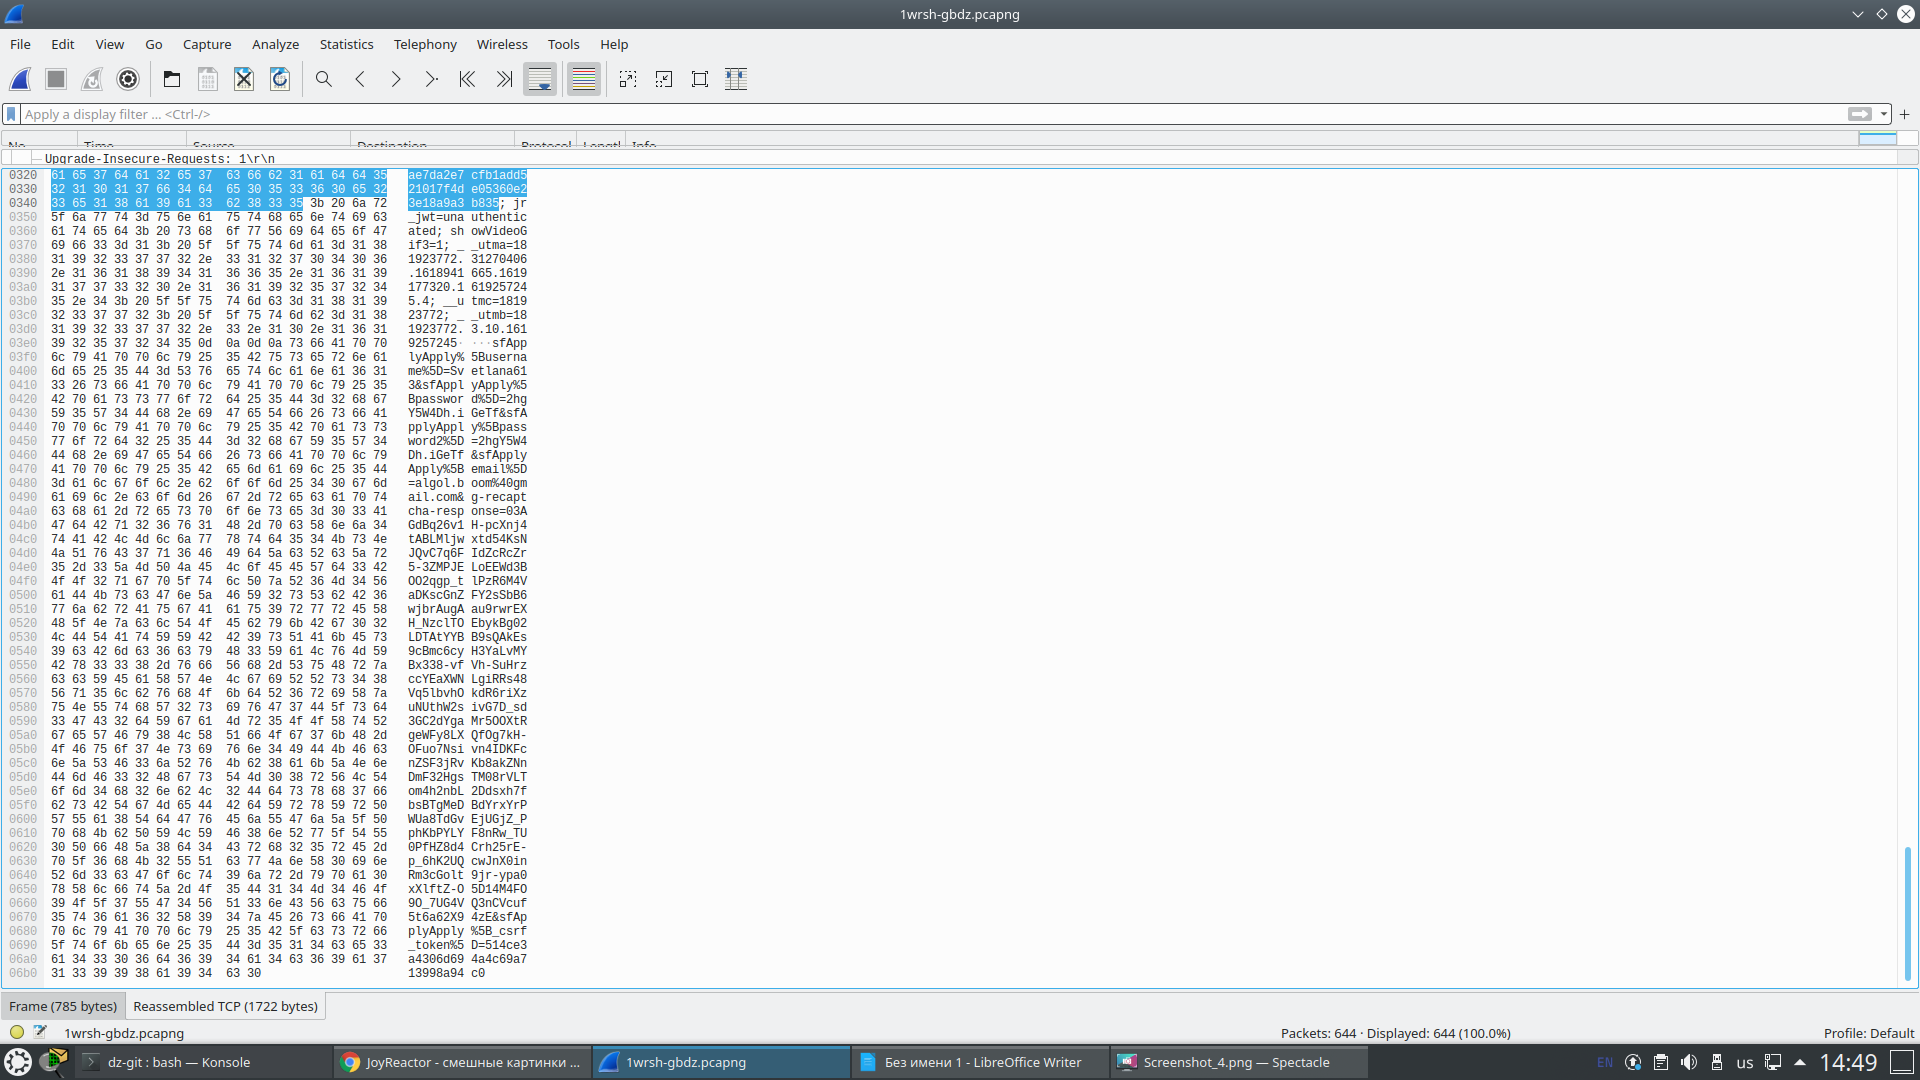 1wrsh-gbdz.pcapng
File Edit View Go Capture Analyze Statistics Telephony Wireless Tools Help
Apply a display filter ... <Ctrl-/>
No. Time Source Destination Protocol Length Info
Upgrade-Insecure-Requests: 1\r\n
0320 61 65 37 64 61 32 65 37 63 66 62 31 61 64 64 35 ae7da2e7 cfb1add5
0330 32 31 30 31 37 66 34 64 65 30 35 33 36 30 65 32 21017f4d e05360e2
0340 33 65 31 38 61 39 61 33 62 38 33 35 3b 20 6a 72 3e18a9a3 b835; jr
0350 5f 6a 77 74 3d 75 6e 61 75 74 68 65 6e 74 69 63 _jwt=una uthentic
0360 61 74 65 64 3b 20 73 68 6f 77 56 69 64 65 6f 47 ated; sh owVideoG
0370 69 66 33 3d 31 3b 20 5f 5f 75 74 6d 61 3d 31 38 if3=1; _ _utma=18
0380 31 39 32 33 37 37 32 2e 33 31 32 37 30 34 30 36 1923772. 31270406
0390 2e 31 36 31 38 39 34 31 36 36 35 2e 31 36 31 39 .1618941 665.1619
03a0 31 37 37 33 32 30 2e 31 36 31 39 32 35 37 32 34 177320.1 61925724
03b0 35 2e 34 3b 20 5f 5f 75 74 6d 63 3d 31 38 31 39 5.4; __u tmc=1819
03c0 32 33 37 37 32 3b 20 5f 5f 75 74 6d 62 3d 31 38 23772; _ _utmb=18
03d0 31 39 32 33 37 37 32 2e 33 2e 31 30 2e 31 36 31 1923772. 3.10.161
03e0 39 32 35 37 32 34 35 0d 0a 0d 0a 73 66 41 70 70 9257245· ···sfApp
03f0 6c 79 41 70 70 6c 79 25 35 42 75 73 65 72 6e 61 lyApply% 5Buserna
0400 6d 65 25 35 44 3d 53 76 65 74 6c 61 6e 61 36 31 me%5D=Sv etlana61
0410 33 26 73 66 41 70 70 6c 79 41 70 70 6c 79 25 35 3&sfAppl yApply%5
0420 42 70 61 73 73 77 6f 72 64 25 35 44 3d 32 68 67 Bpasswor d%5D=2hg
0430 59 35 57 34 44 68 2e 69 47 65 54 66 26 73 66 41 Y5W4Dh.i GeTf&sfA
0440 70 70 6c 79 41 70 70 6c 79 25 35 42 70 61 73 73 pplyAppl y%5Bpass
0450 77 6f 72 64 32 25 35 44 3d 32 68 67 59 35 57 34 word2%5D =2hgY5W4
0460 44 68 2e 69 47 65 54 66 26 73 66 41 70 70 6c 79 Dh.iGeTf &sfApply
0470 41 70 70 6c 79 25 35 42 65 6d 61 69 6c 25 35 44 Apply%5B email%5D
0480 3d 61 6c 67 6f 6c 2e 62 6f 6f 6d 25 34 30 67 6d =algol.b oom%40gm
0490 61 69 6c 2e 63 6f 6d 26 67 2d 72 65 63 61 70 74 ail.com& g-recapt
04a0 63 68 61 2d 72 65 73 70 6f 6e 73 65 3d 30 33 41 cha-resp onse=03A
04b0 47 64 42 71 32 36 76 31 48 2d 70 63 58 6e 6a 34 GdBq26v1 H-pcXnj4
04c0 74 41 42 4c 4d 6c 6a 77 78 74 64 35 34 4b 73 4e tABLMljw xtd54KsN
04d0 4a 51 76 43 37 71 36 46 49 64 5a 63 52 63 5a 72 JQvC7q6F IdZcRcZr
04e0 35 2d 33 5a 4d 50 4a 45 4c 6f 45 45 57 64 33 42 5-3ZMPJE LoEEWd3B
04f0 4f 4f 32 71 67 70 5f 74 6c 50 7a 52 36 4d 34 56 OO2qgp_t lPzR6M4V
0500 61 44 4b 73 63 47 6e 5a 46 59 32 73 53 62 42 36 aDKscGnZ FY2sSbB6
0510 77 6a 62 72 41 75 67 41 61 75 39 72 77 72 45 58 wjbrAugA au9rwrEX
0520 48 5f 4e 7a 63 6c 54 4f 45 62 79 6b 42 67 30 32 H_NzclTO EbykBg02
0530 4c 44 54 41 74 59 59 42 42 39 73 51 41 6b 45 73 LDTAtYYB B9sQAkEs
0540 39 63 42 6d 63 36 63 79 48 33 59 61 4c 76 4d 59 9cBmc6cy H3YaLvMY
0550 42 78 33 33 38 2d 76 66 56 68 2d 53 75 48 72 7a Bx338-vf Vh-SuHrz
0560 63 63 59 45 61 58 57 4e 4c 67 69 52 52 73 34 38 ccYEaXWN LgiRRs48
0570 56 71 35 6c 62 76 68 4f 6b 64 52 36 72 69 58 7a Vq5lbvhO kdR6riXz
0580 75 4e 55 74 68 57 32 73 69 76 47 37 44 5f 73 64 uNUthW2s ivG7D_sd
0590 33 47 43 32 64 59 67 61 4d 72 35 4f 4f 58 74 52 3GC2dYga Mr5OOXtR
05a0 67 65 57 46 79 38 4c 58 51 66 4f 67 37 6b 48 2d geWFy8LX QfOg7kH-
05b0 4f 46 75 6f 37 4e 73 69 76 6e 34 49 44 4b 46 63 OFuo7Nsi vn4IDKFc
05c0 6e 5a 53 46 33 6a 52 76 4b 62 38 61 6b 5a 4e 6e nZSF3jRv Kb8akZNn
05d0 44 6d 46 33 32 48 67 73 54 4d 30 38 72 56 4c 54 DmF32Hgs TM08rVLT
05e0 6f 6d 34 68 32 6e 62 4c 32 44 64 73 78 68 37 66 om4h2nbL 2Ddsxh7f
05f0 62 73 42 54 67 4d 65 44 42 64 59 72 78 59 72 50 bsBTgMeD BdYrxYrP
0600 57 55 61 38 54 64 47 76 45 6a 55 47 6a 5a 5f 50 WUa8TdGv EjUGjZ_P
0610 70 68 4b 62 50 59 4c 59 46 38 6e 52 77 5f 54 55 phKbPYLY F8nRw_TU
0620 30 50 66 48 5a 38 64 34 43 72 68 32 35 72 45 2d 0PfHZ8d4 Crh25rE-
0630 70 5f 36 68 4b 32 55 51 63 77 4a 6e 58 30 69 6e p_6hK2UQ cwJnX0in
0640 52 6d 33 63 47 6f 6c 74 39 6a 72 2d 79 70 61 30 Rm3cGolt 9jr-ypa0
0650 78 58 6c 66 74 5a 2d 4f 35 44 31 34 4d 34 46 4f xXlftZ-O 5D14M4FO
0660 39 4f 5f 37 55 47 34 56 51 33 6e 43 56 63 75 66 9O_7UG4V Q3nCVcuf
0670 35 74 36 61 36 32 58 39 34 7a 45 26 73 66 41 70 5t6a62X9 4zE&sfAp
0680 70 6c 79 41 70 70 6c 79 25 35 42 5f 63 73 72 66 plyApply %5B_csrf
0690 5f 74 6f 6b 65 6e 25 35 44 3d 35 31 34 63 65 33 _token%5 D=514ce3
06a0 61 34 33 30 36 64 36 39 34 61 34 63 36 39 61 37 a4306d69 4a4c69a7
06b0 31 33 39 39 38 61 39 34 63 30 13998a94 c0
Frame (785 bytes) Reassembled TCP (1722 bytes)
1wrsh-gbdz.pcapng Packets: 644 · Displayed: 644 (100.0%) Profile: Default
dz-git : bash — Konsole JoyReactor - смешные картинки ... 1wrsh-gbdz.pcapng Без имени 1 - LibreOffice Writer Screenshot_4.png — Spectacle EN us 14:49